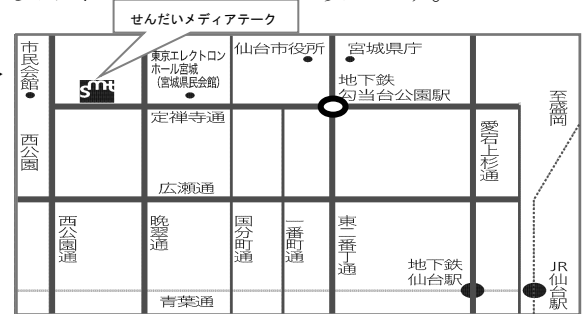 せんだいメディアテーク
市民会館
西公園
smt
東京エレクトロン
ホール宮城
(宮城県民会館)
仙台市役所
宮城県庁
地下鉄
勾当台公園駅
至盛岡
定禅寺通
愛宕上杉通
広瀬通
西公園通
晩翠通
国分町通
一番町通
東二番丁通
地下鉄
仙台駅
JR
仙台駅
青葉通